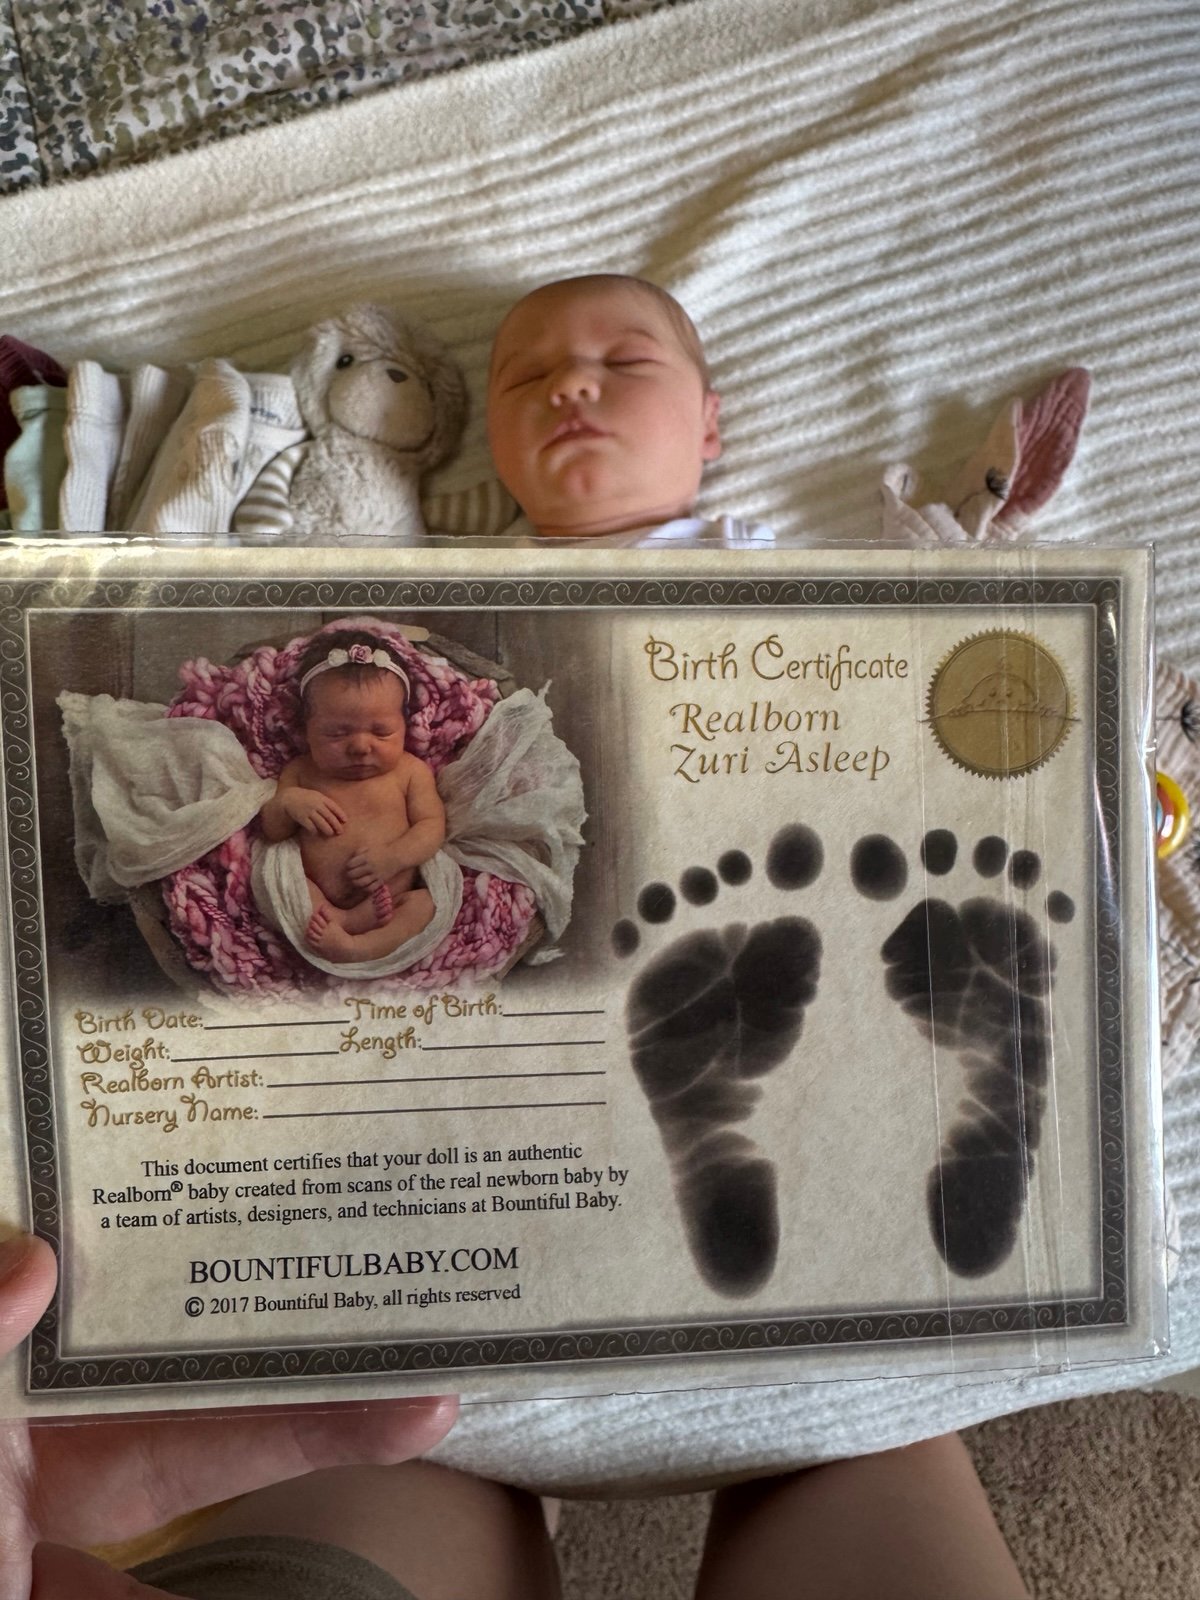 Birth Certificate
Realborn
Zuri Asleep
Birth Date: Time of Birth:
Weight: Length:
Realborn Artist:
Nursery Name:
This document certifies that your doll is an authentic
Realborn® baby created from scans of the real newborn baby by
a team of artists, designers, and technicians at Bountiful Baby.
BOUNTIFULBABY.COM
© 2017 Bountiful Baby, all rights reserved